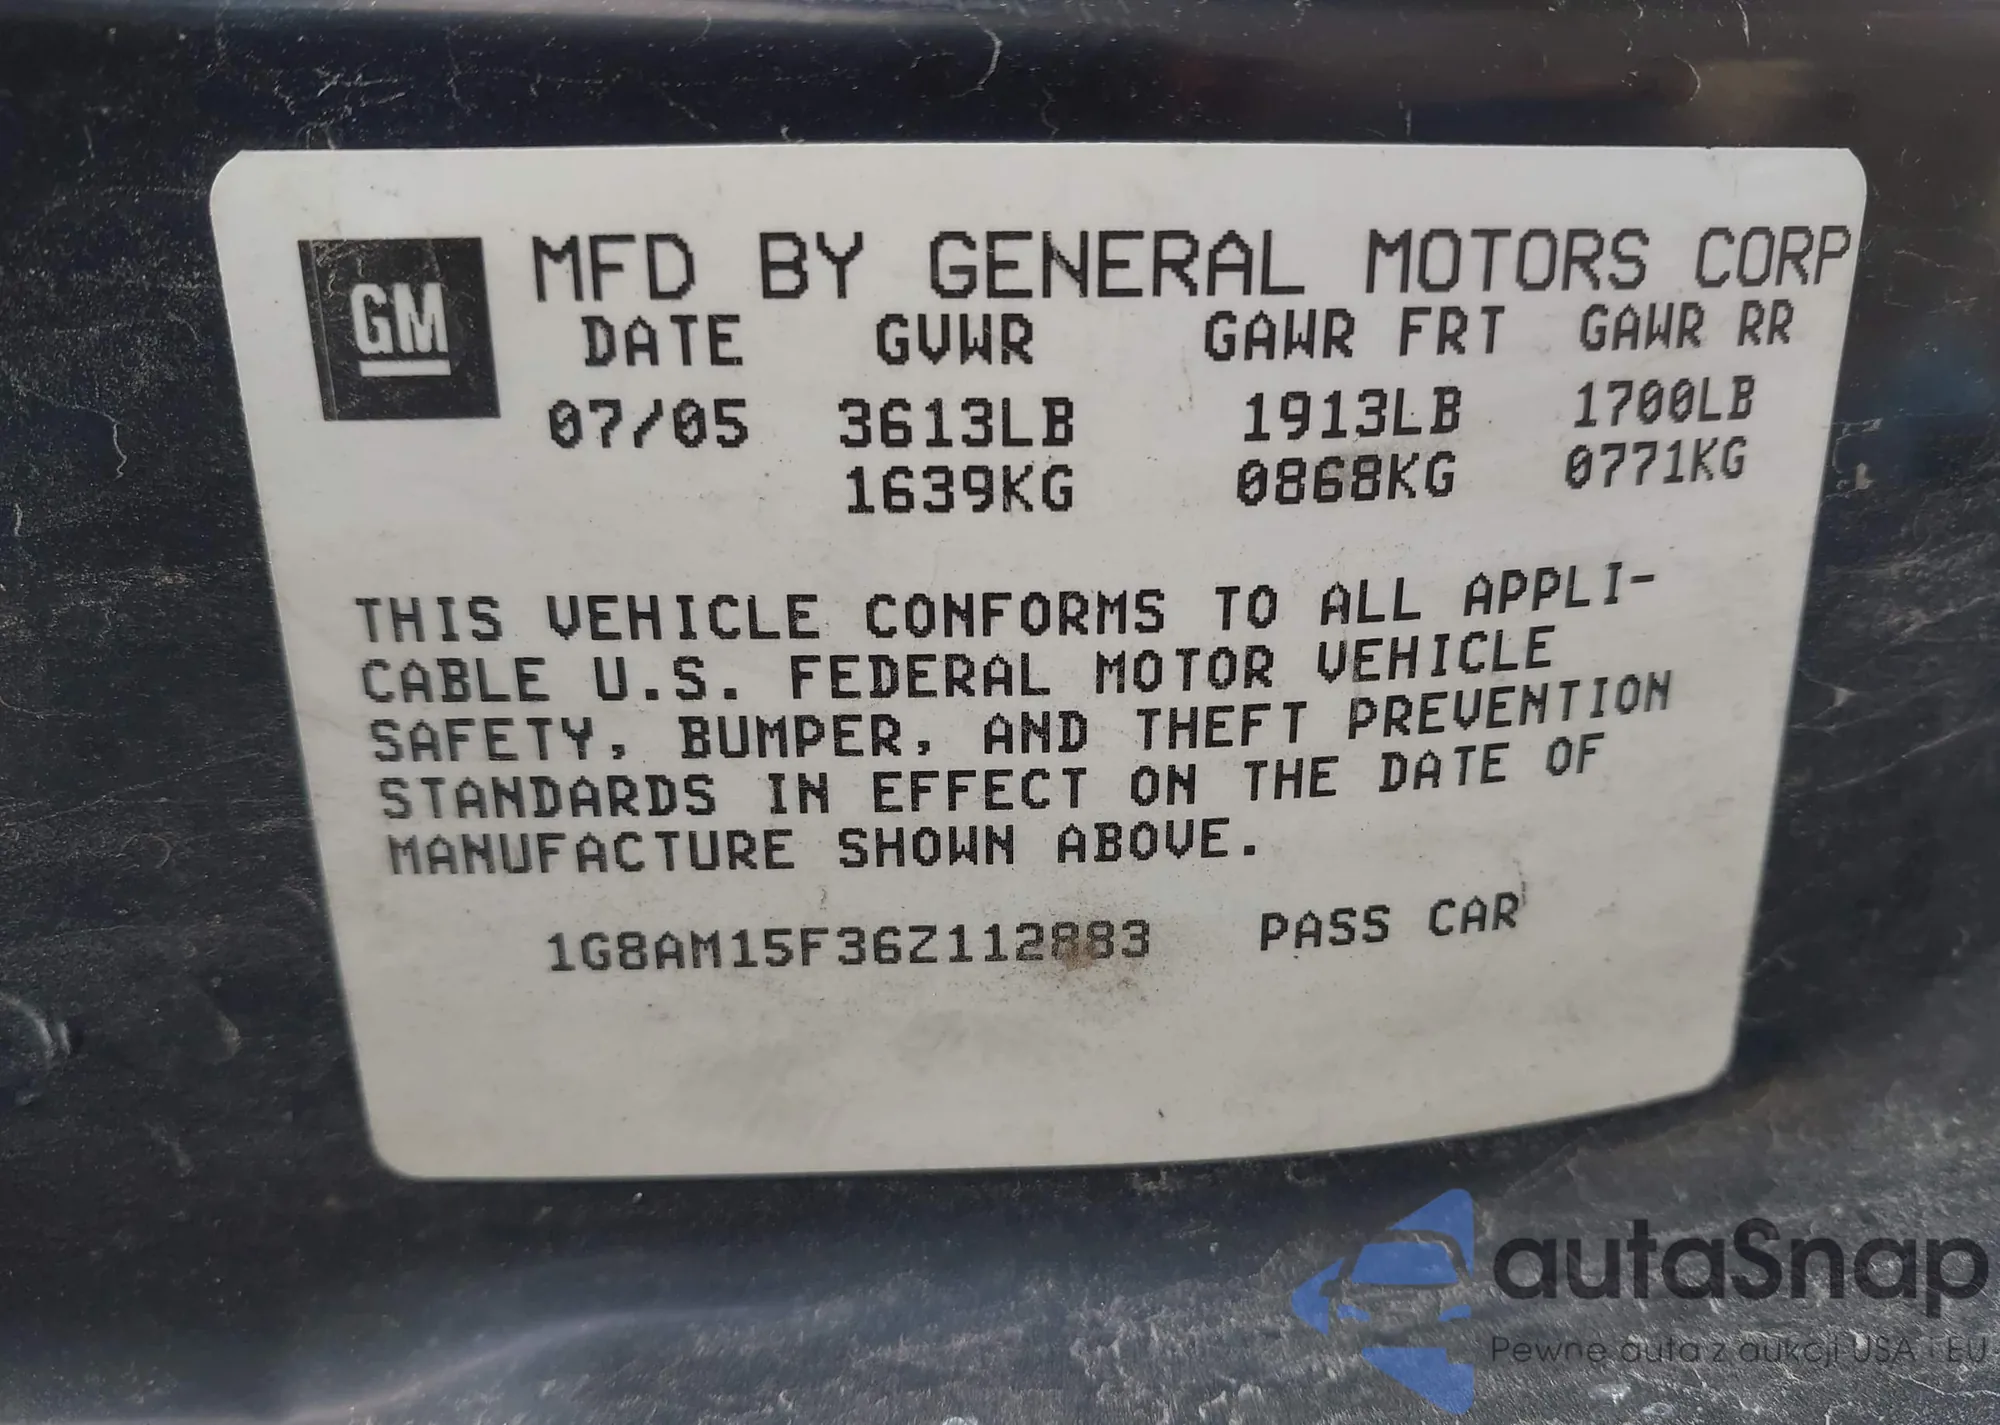 GM
MFD BY GENERAL MOTORS CORP
DATE GVWR GAWR FRT GAWR RR
07/05 3613LB 1913LB 1700LB
1639KG 0868KG 0771KG
THIS VEHICLE CONFORMS TO ALL APPLI-
CABLE U.S. FEDERAL MOTOR VEHICLE
SAFETY, BUMPER, AND THEFT PREVENTION
STANDARDS IN EFFECT ON THE DATE OF
MANUFACTURE SHOWN ABOVE.
1G8AM15F36Z112883 PASS CAR
autaSnap
Pewne auta z aukcji USA i EU